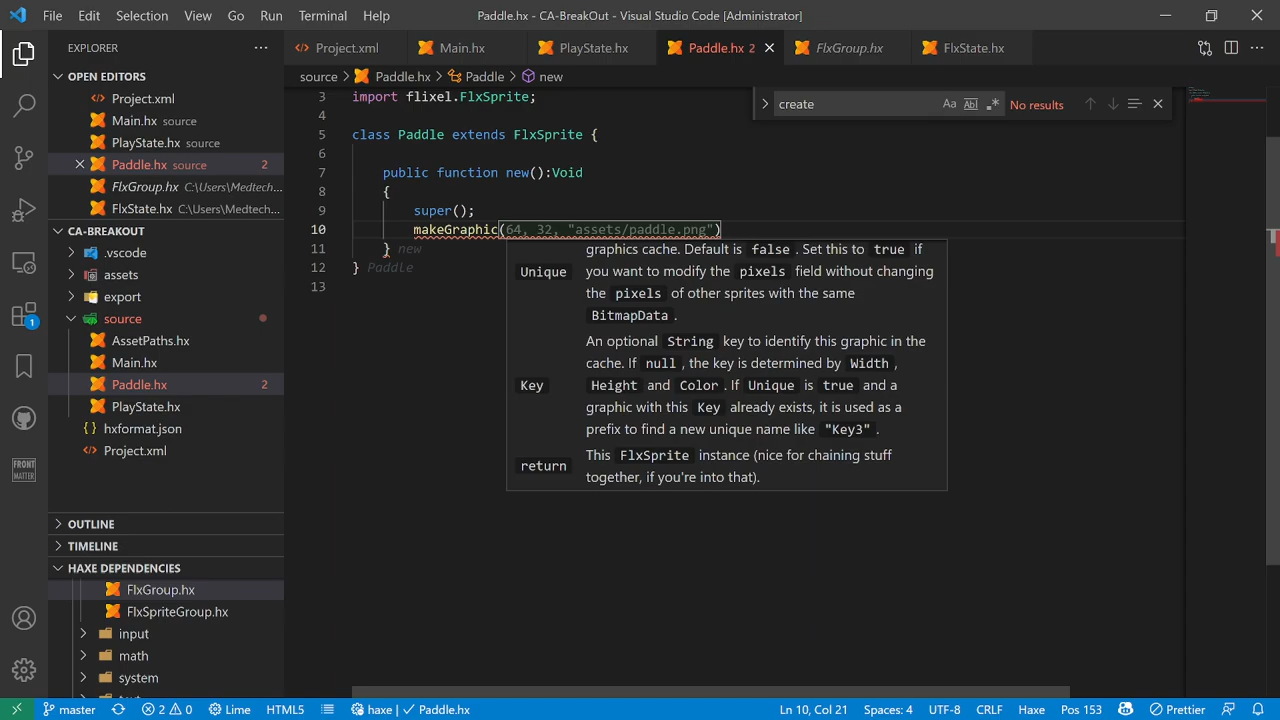 File Edit Selection View Go Run Terminal Help
Paddle.hx - CA-BreakOut - Visual Studio Code [Administrator]
EXPLORER
OPEN EDITORS
Project.xml
Main.hx source
PlayState.hx source
Paddle.hx source 2
FlxGroup.hx C:\Users\Medtech...
FlxState.hx C:\Users\Medtech...
CA-BREAKOUT
.vscode
assets
export
source
AssetPaths.hx
Main.hx
Paddle.hx 2
PlayState.hx
hxformat.json
Project.xml
OUTLINE
TIMELINE
HAXE DEPENDENCIES
FlxGroup.hx
FlxSpriteGroup.hx
input
math
system
1
FRONT
MATTER
Project.xml Main.hx PlayState.hx Paddle.hx 2 FlxGroup.hx FlxState.hx
source Paddle.hx Paddle new
create Aa Abl No results
3 import flixel.FlxSprite;
4
5 class Paddle extends FlxSprite {
6
7 public function new():Void
8 {
9 super();
10 makeGraphic(64, 32, "assets/paddle.png")
11 } new
12 } Paddle
13
graphics cache. Default is false . Set this to true if
Unique you want to modify the pixels field without changing
the pixels of other sprites with the same
BitmapData .
An optional String key to identify this graphic in the
cache. If null , the key is determined by Width ,
Key Height and Color . If Unique is true and a
graphic with this Key already exists, it is used as a
prefix to find a new unique name like "Key3" .
This FlxSprite instance (nice for chaining stuff
return together, if you're into that).
master 2 0 Lime HTML5 haxe | Paddle.hx Ln 10, Col 21 Spaces: 4 UTF-8 CRLF Haxe Pos 153 Prettier